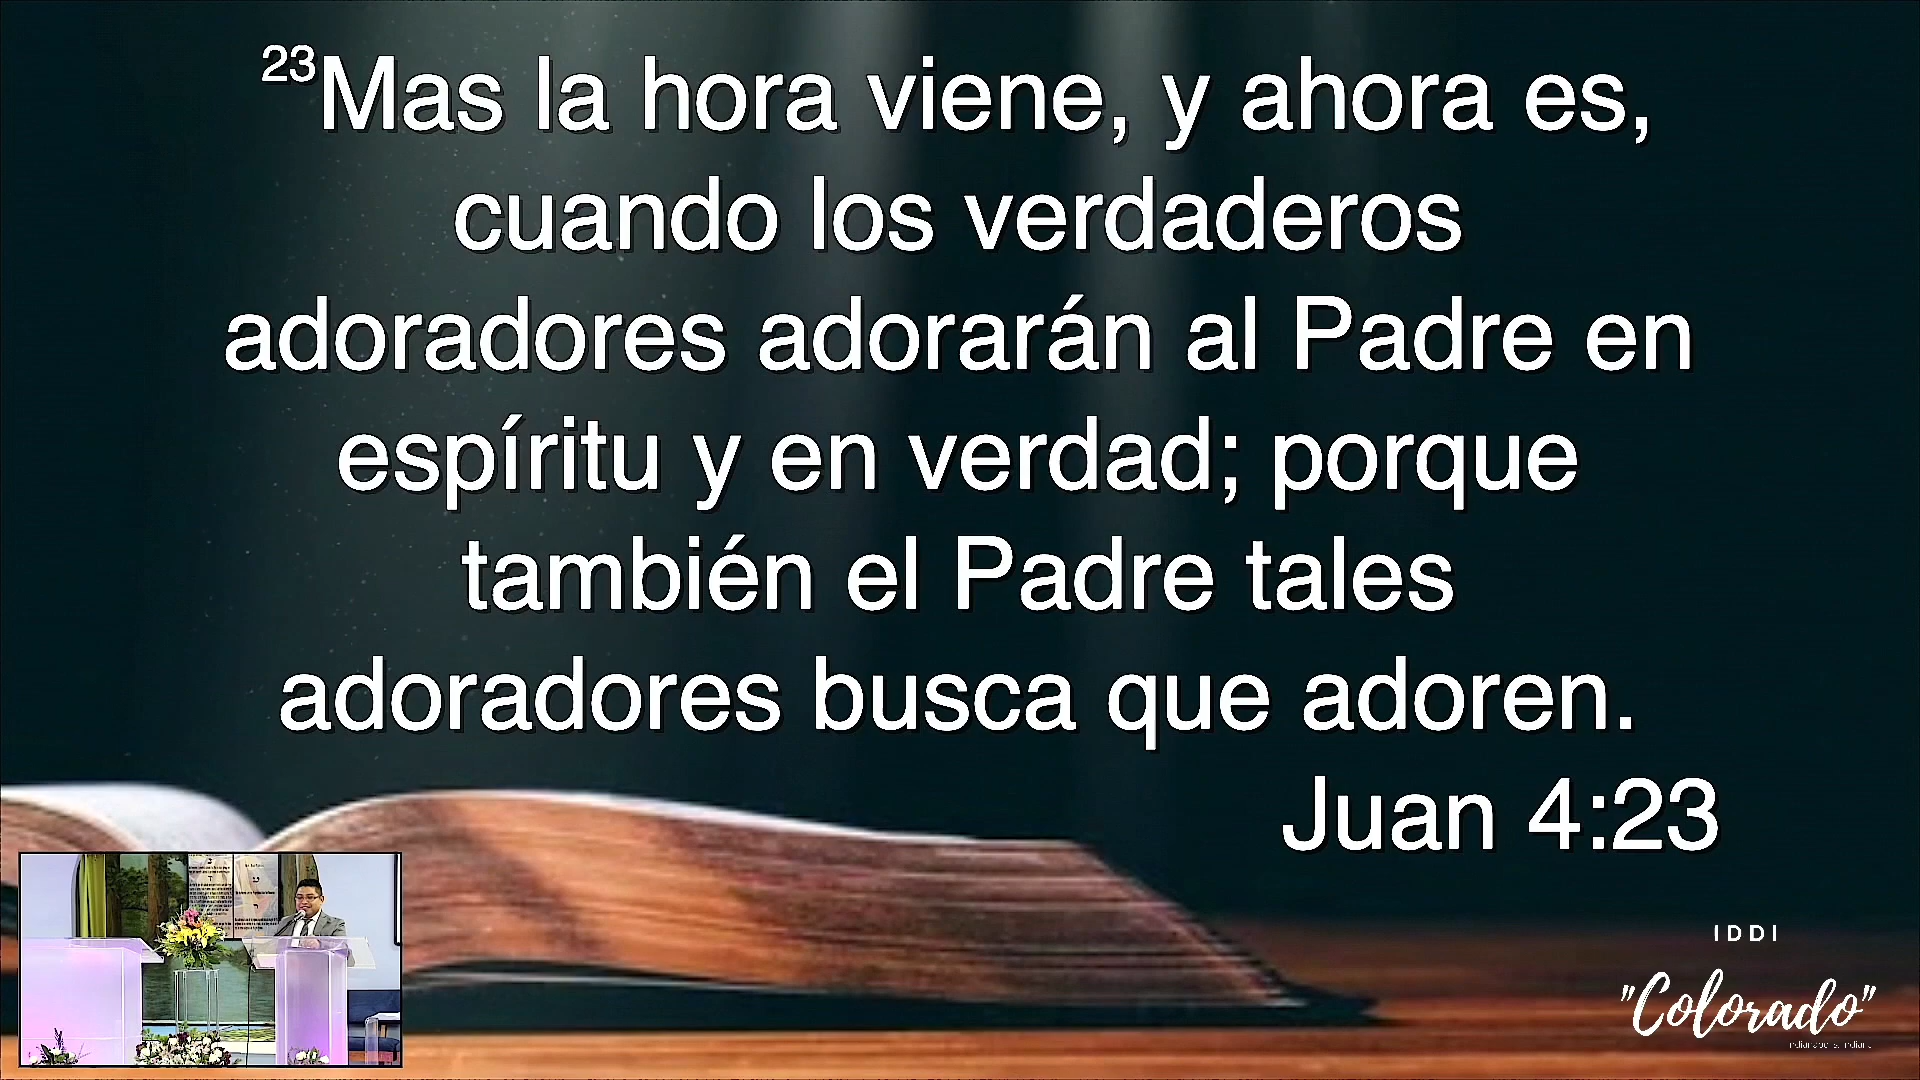 23Mas la hora viene, y ahora es,
cuando los verdaderos
adoradores adorarán al Padre en
espíritu y en verdad; porque
también el Padre tales
adoradores busca que adoren.
Juan 4:23
IDDI
"Colorado"